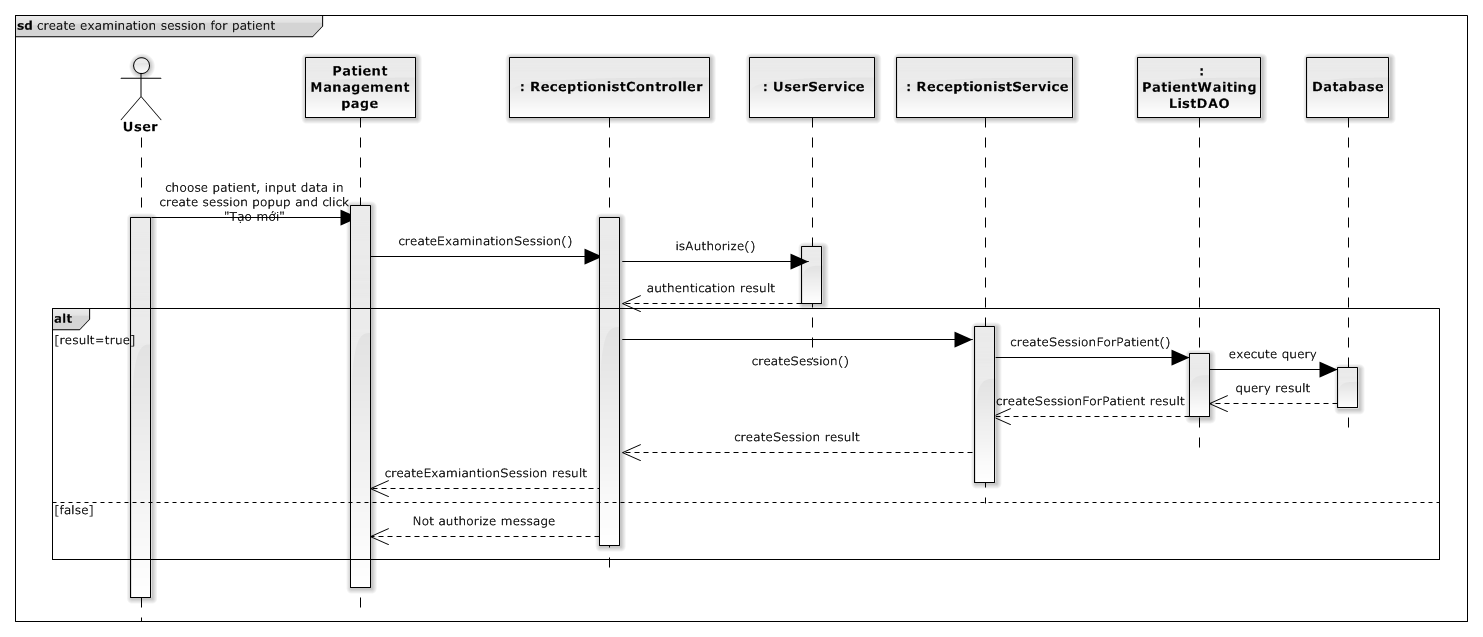 sd create examination session for patient
User
Patient
Management
page
: ReceptionistController
: UserService
: ReceptionistService
:
PatientWaiting
ListDAO
Database
choose patient, input data in
create session popup and click
"Tạo mới"
createExaminationSession()
isAuthorize()
authentication result
alt
[result=true]
createSession()
createSessionForPatient()
execute query
query result
createSessionForPatient result
createSession result
createExamiantionSession result
[false]
Not authorize message